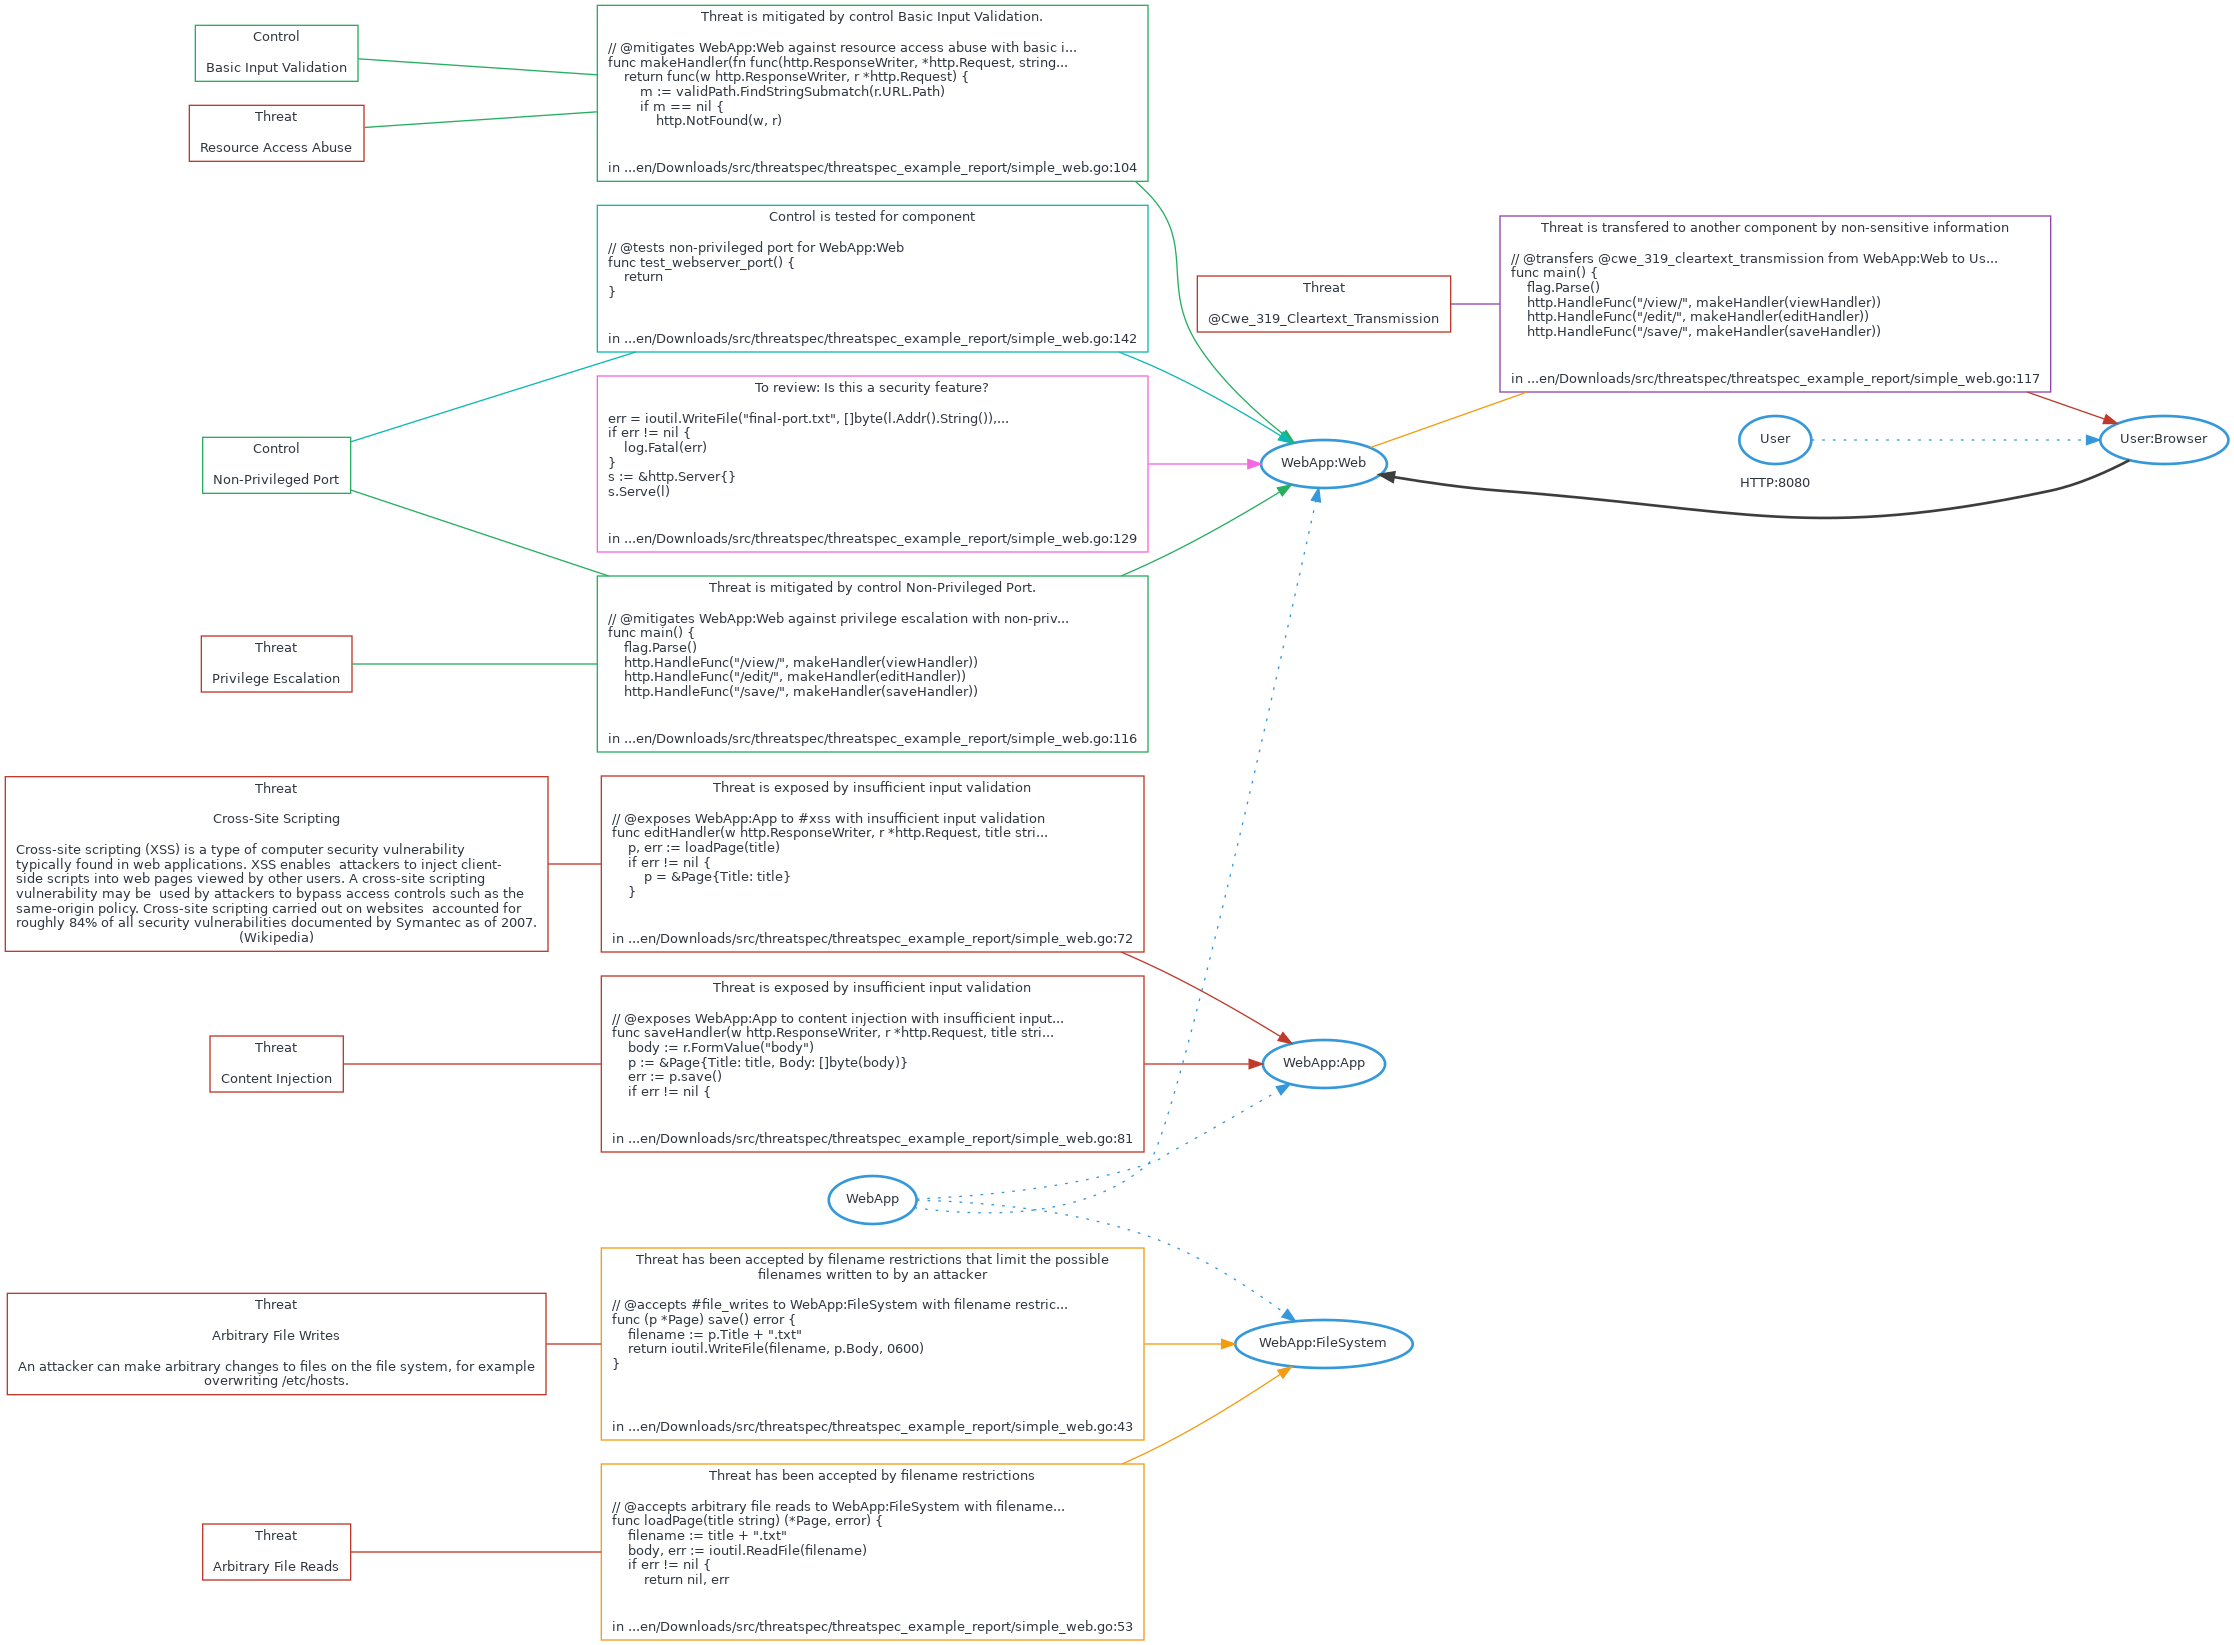 Control
Basic Input Validation
Threat
Resource Access Abuse
Threat is mitigated by control Basic Input Validation.
// @mitigates WebApp:Web against resource access abuse with basic i...
func makeHandler(fn func(http.ResponseWriter, *http.Request, string...
return func(w http.ResponseWriter, r *http.Request) {
m := validPath.FindStringSubmatch(r.URL.Path)
if m == nil {
http.NotFound(w, r)
in ...en/Downloads/src/threatspec/threatspec_example_report/simple_web.go:104
Control is tested for component
// @tests non-privileged port for WebApp:Web
func test_webserver_port() {
return
}
in ...en/Downloads/src/threatspec/threatspec_example_report/simple_web.go:142
Threat
@Cwe_319_Cleartext_Transmission
Threat is transfered to another component by non-sensitive information
// @transfers @cwe_319_cleartext_transmission from WebApp:Web to Us...
func main() {
flag.Parse()
http.HandleFunc("/view/", makeHandler(viewHandler))
http.HandleFunc("/edit/", makeHandler(editHandler))
http.HandleFunc("/save/", makeHandler(saveHandler))
in ...en/Downloads/src/threatspec/threatspec_example_report/simple_web.go:117
Control
Non-Privileged Port
To review: Is this a security feature?
err = ioutil.WriteFile("final-port.txt", []byte(l.Addr().String()),...
if err != nil {
log.Fatal(err)
}
s := &http.Server{}
s.Serve(l)
in ...en/Downloads/src/threatspec/threatspec_example_report/simple_web.go:129
WebApp:Web
User
User:Browser
HTTP:8080
Threat
Privilege Escalation
Threat is mitigated by control Non-Privileged Port.
// @mitigates WebApp:Web against privilege escalation with non-priv...
func main() {
flag.Parse()
http.HandleFunc("/view/", makeHandler(viewHandler))
http.HandleFunc("/edit/", makeHandler(editHandler))
http.HandleFunc("/save/", makeHandler(saveHandler))
in ...en/Downloads/src/threatspec/threatspec_example_report/simple_web.go:116
Threat
Cross-Site Scripting
Cross-site scripting (XSS) is a type of computer security vulnerability
typically found in web applications. XSS enables  attackers to inject client-
side scripts into web pages viewed by other users. A cross-site scripting
vulnerability may be  used by attackers to bypass access controls such as the
same-origin policy. Cross-site scripting carried out on websites  accounted for
roughly 84% of all security vulnerabilities documented by Symantec as of 2007.
(Wikipedia)
Threat is exposed by insufficient input validation
// @exposes WebApp:App to #xss with insufficient input validation
func editHandler(w http.ResponseWriter, r *http.Request, title stri...
p, err := loadPage(title)
if err != nil {
p = &Page{Title: title}
}
in ...en/Downloads/src/threatspec/threatspec_example_report/simple_web.go:72
Threat
Content Injection
Threat is exposed by insufficient input validation
// @exposes WebApp:App to content injection with insufficient input...
func saveHandler(w http.ResponseWriter, r *http.Request, title stri...
body := r.FormValue("body")
p := &Page{Title: title, Body: []byte(body)}
err := p.save()
if err != nil {
in ...en/Downloads/src/threatspec/threatspec_example_report/simple_web.go:81
WebApp:App
WebApp
Threat
Arbitrary File Writes
An attacker can make arbitrary changes to files on the file system, for example
overwriting /etc/hosts.
Threat has been accepted by filename restrictions that limit the possible
filenames written to by an attacker
// @accepts #file_writes to WebApp:FileSystem with filename restric...
func (p *Page) save() error {
filename := p.Title + ".txt"
return ioutil.WriteFile(filename, p.Body, 0600)
}
in ...en/Downloads/src/threatspec/threatspec_example_report/simple_web.go:43
WebApp:FileSystem
Threat
Arbitrary File Reads
Threat has been accepted by filename restrictions
// @accepts arbitrary file reads to WebApp:FileSystem with filename...
func loadPage(title string) (*Page, error) {
filename := title + ".txt"
body, err := ioutil.ReadFile(filename)
if err != nil {
return nil, err
in ...en/Downloads/src/threatspec/threatspec_example_report/simple_web.go:53